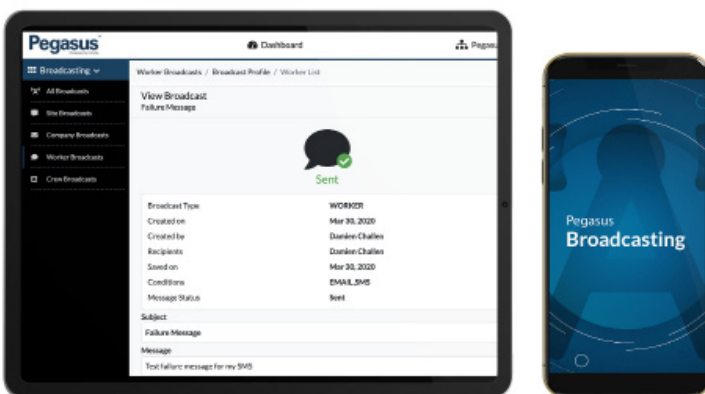 Pegasus
Dashboard
Broadcasting
Worker Broadcasts / Broadcast Profile / Worker List
All Broadcasts
View Broadcast
Failure Message
Site Broadcasts
Company Broadcasts
Worker Broadcasts
Crew Broadcasts
Sent
Broadcast Type WORKER
Created on Mar 30, 2020
Created by Damien Challen
Recipients Damien Challen
Saved on Mar 30, 2020
Conditions EMAIL,SMS
Message Status Sent
Subject
Failure Message
Message
Test failure message for my SMS
Pegasus
Broadcasting